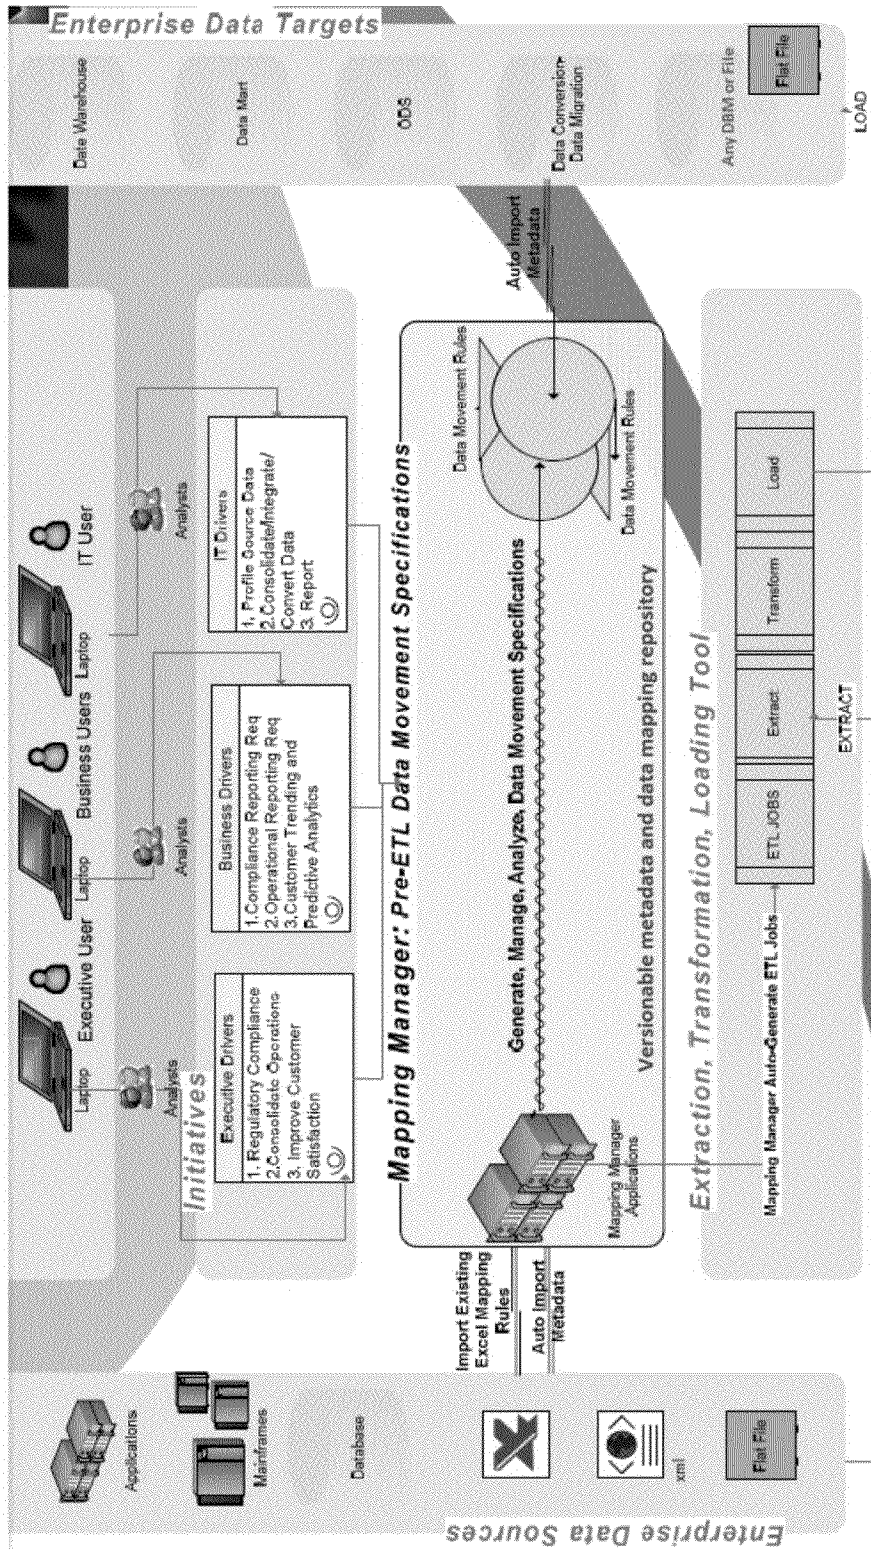 Enterprise Data Sources
Applications
Mainframes
Database
xml
Flat File
Import Existing
Excel Mapping
Rules
Auto Import
Metadata
Laptop
Executive User
Laptop
Business Users
Laptop
IT User
Analysts
Analysts
Analysts
Initiatives
Executive Drivers
1. Regulatory Compliance
2.Consolidate Operations
3. Improve Customer
Satisfaction
Business Drivers
1.Compliance Reporting Req
2.Operational Reporting Req
3.Customer Trending and
Predictive Analytics
IT Drivers
1. Profile Source Data
2.Consolidate/Integrate/
Convert Data
3. Report
Mapping Manager: Pre-ETL Data Movement Specifications
Mapping Manager
Applications
Generate, Manage, Analyze, Data Movement Specifications
Versionable metadata and data mapping repository
Data Movement Rules
Data Movement Rules
Auto Import
Metadata
Extraction, Transformation, Loading Tool
Mapping Manager Auto-Generate ETL Jobs
ETL JOBS
Extract
Transform
Load
EXTRACT
Enterprise Data Targets
Date Warehouse
Data Mart
ODS
Data Conversion
Data Migration
Any DBM or File
Flat File
LOAD